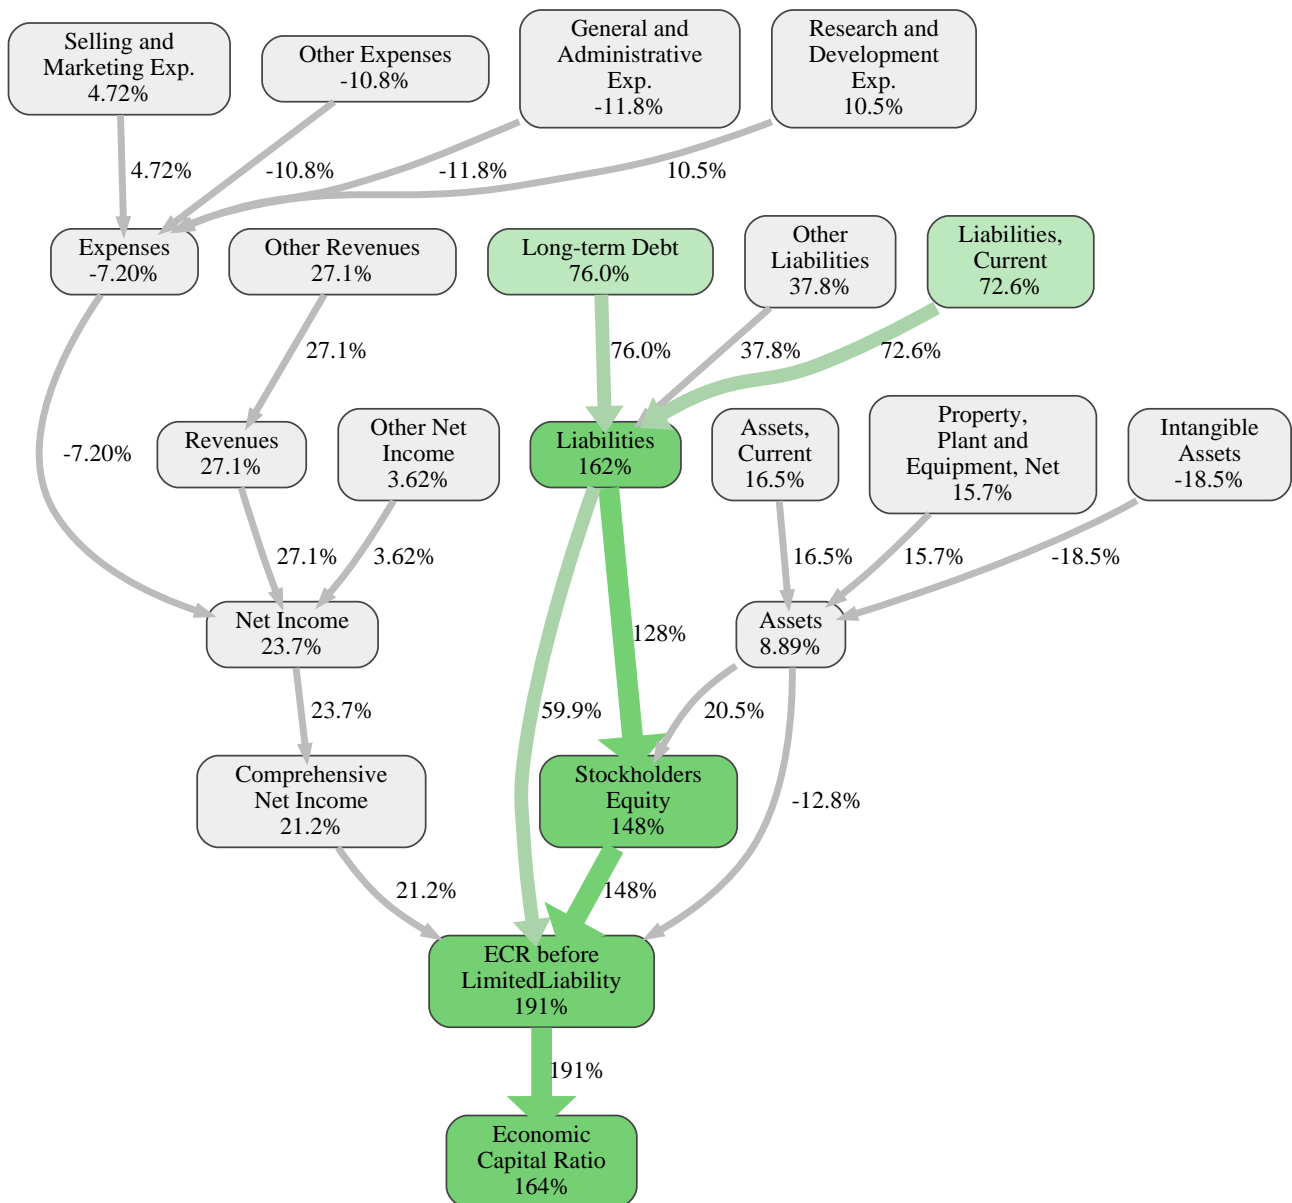 Selling and
Marketing Exp.
4.72%
Other Expenses
-10.8%
General and
Administrative
Exp.
-11.8%
Research and
Development
Exp.
10.5%
4.72%
-10.8%
-11.8%
10.5%
Expenses
-7.20%
Other Revenues
27.1%
Long-term Debt
76.0%
Other
Liabilities
37.8%
Liabilities,
Current
72.6%
27.1%
76.0%
37.8%
72.6%
-7.20%
Revenues
27.1%
Other Net
Income
3.62%
Liabilities
162%
Assets,
Current
16.5%
Property,
Plant and
Equipment, Net
15.7%
Intangible
Assets
-18.5%
27.1%
3.62%
16.5%
15.7%
-18.5%
Net Income
23.7%
128%
Assets
8.89%
23.7%
59.9%
20.5%
Comprehensive
Net Income
21.2%
Stockholders
Equity
148%
-12.8%
21.2%
148%
ECR before
LimitedLiability
191%
191%
Economic
Capital Ratio
164%